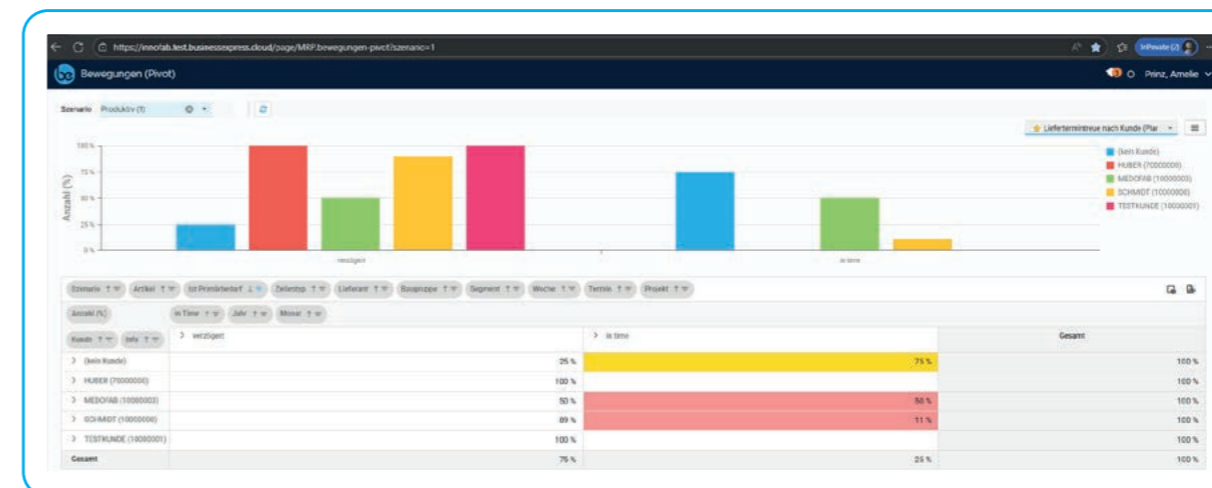 https://innofab.test.businessexpress.cloud/page/MRP.bewegungen-pivot?szenario=1
InPrivate (2)
be Bewegungen (Pivot)
Prinz, Amelie
Szenario Produktiv (1)
Lieferterminteue nach Kunde (Plar
100 %
75 %
50 %
25 %
0 %
Anzahl (%)
verzögert
in time
(kein Kunde)
HUBER (70000000)
MEDOFAB (10000003)
SCHMIDT (10000000)
TESTKUNDE (10000001)
Szenario Artikel Ist Primärbedarf Zeilentyp Lieferant Baugruppe Segment Woche Termin Projekt
Anzahl (%) in Time Jahr Monat
Kunde Info verzögert in time Gesamt
(kein Kunde) 25 % 75 % 100 %
HUBER (70000000) 100 % 100 %
MEDOFAB (10000003) 50 % 50 % 100 %
SCHMIDT (10000000) 89 % 11 % 100 %
TESTKUNDE (10000001) 100 % 100 %
Gesamt 75 % 25 % 100 %